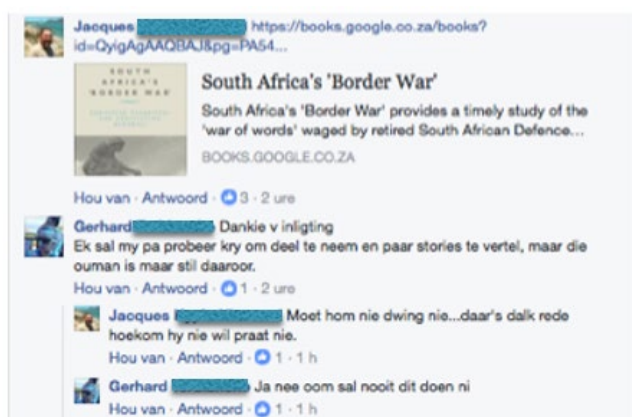 Jacques https://books.google.co.za/books?
id=QyigAgAAQBAJ&pg=PA54...
SOUTH
AFRICA'S
'BORDER WAR'
South Africa's 'Border War'
South Africa's 'Border War' provides a timely study of the
'war of words' waged by retired South African Defence...
BOOKS.GOOGLE.CO.ZA
Hou van · Antwoord · 3 · 2 ure
Gerhard Dankie v inligting
Ek sal my pa probeer kry om deel te neem en paar stories te vertel, maar die
ouman is maar stil daaroor.
Hou van · Antwoord · 1 · 2 ure
Jacques Moet hom nie dwing nie...daar's dalk rede
hoekom hy nie wil praat nie.
Hou van · Antwoord · 1 · 1 h
Gerhard Ja nee oom sal nooit dit doen ni
Hou van · Antwoord · 1 · 1 h